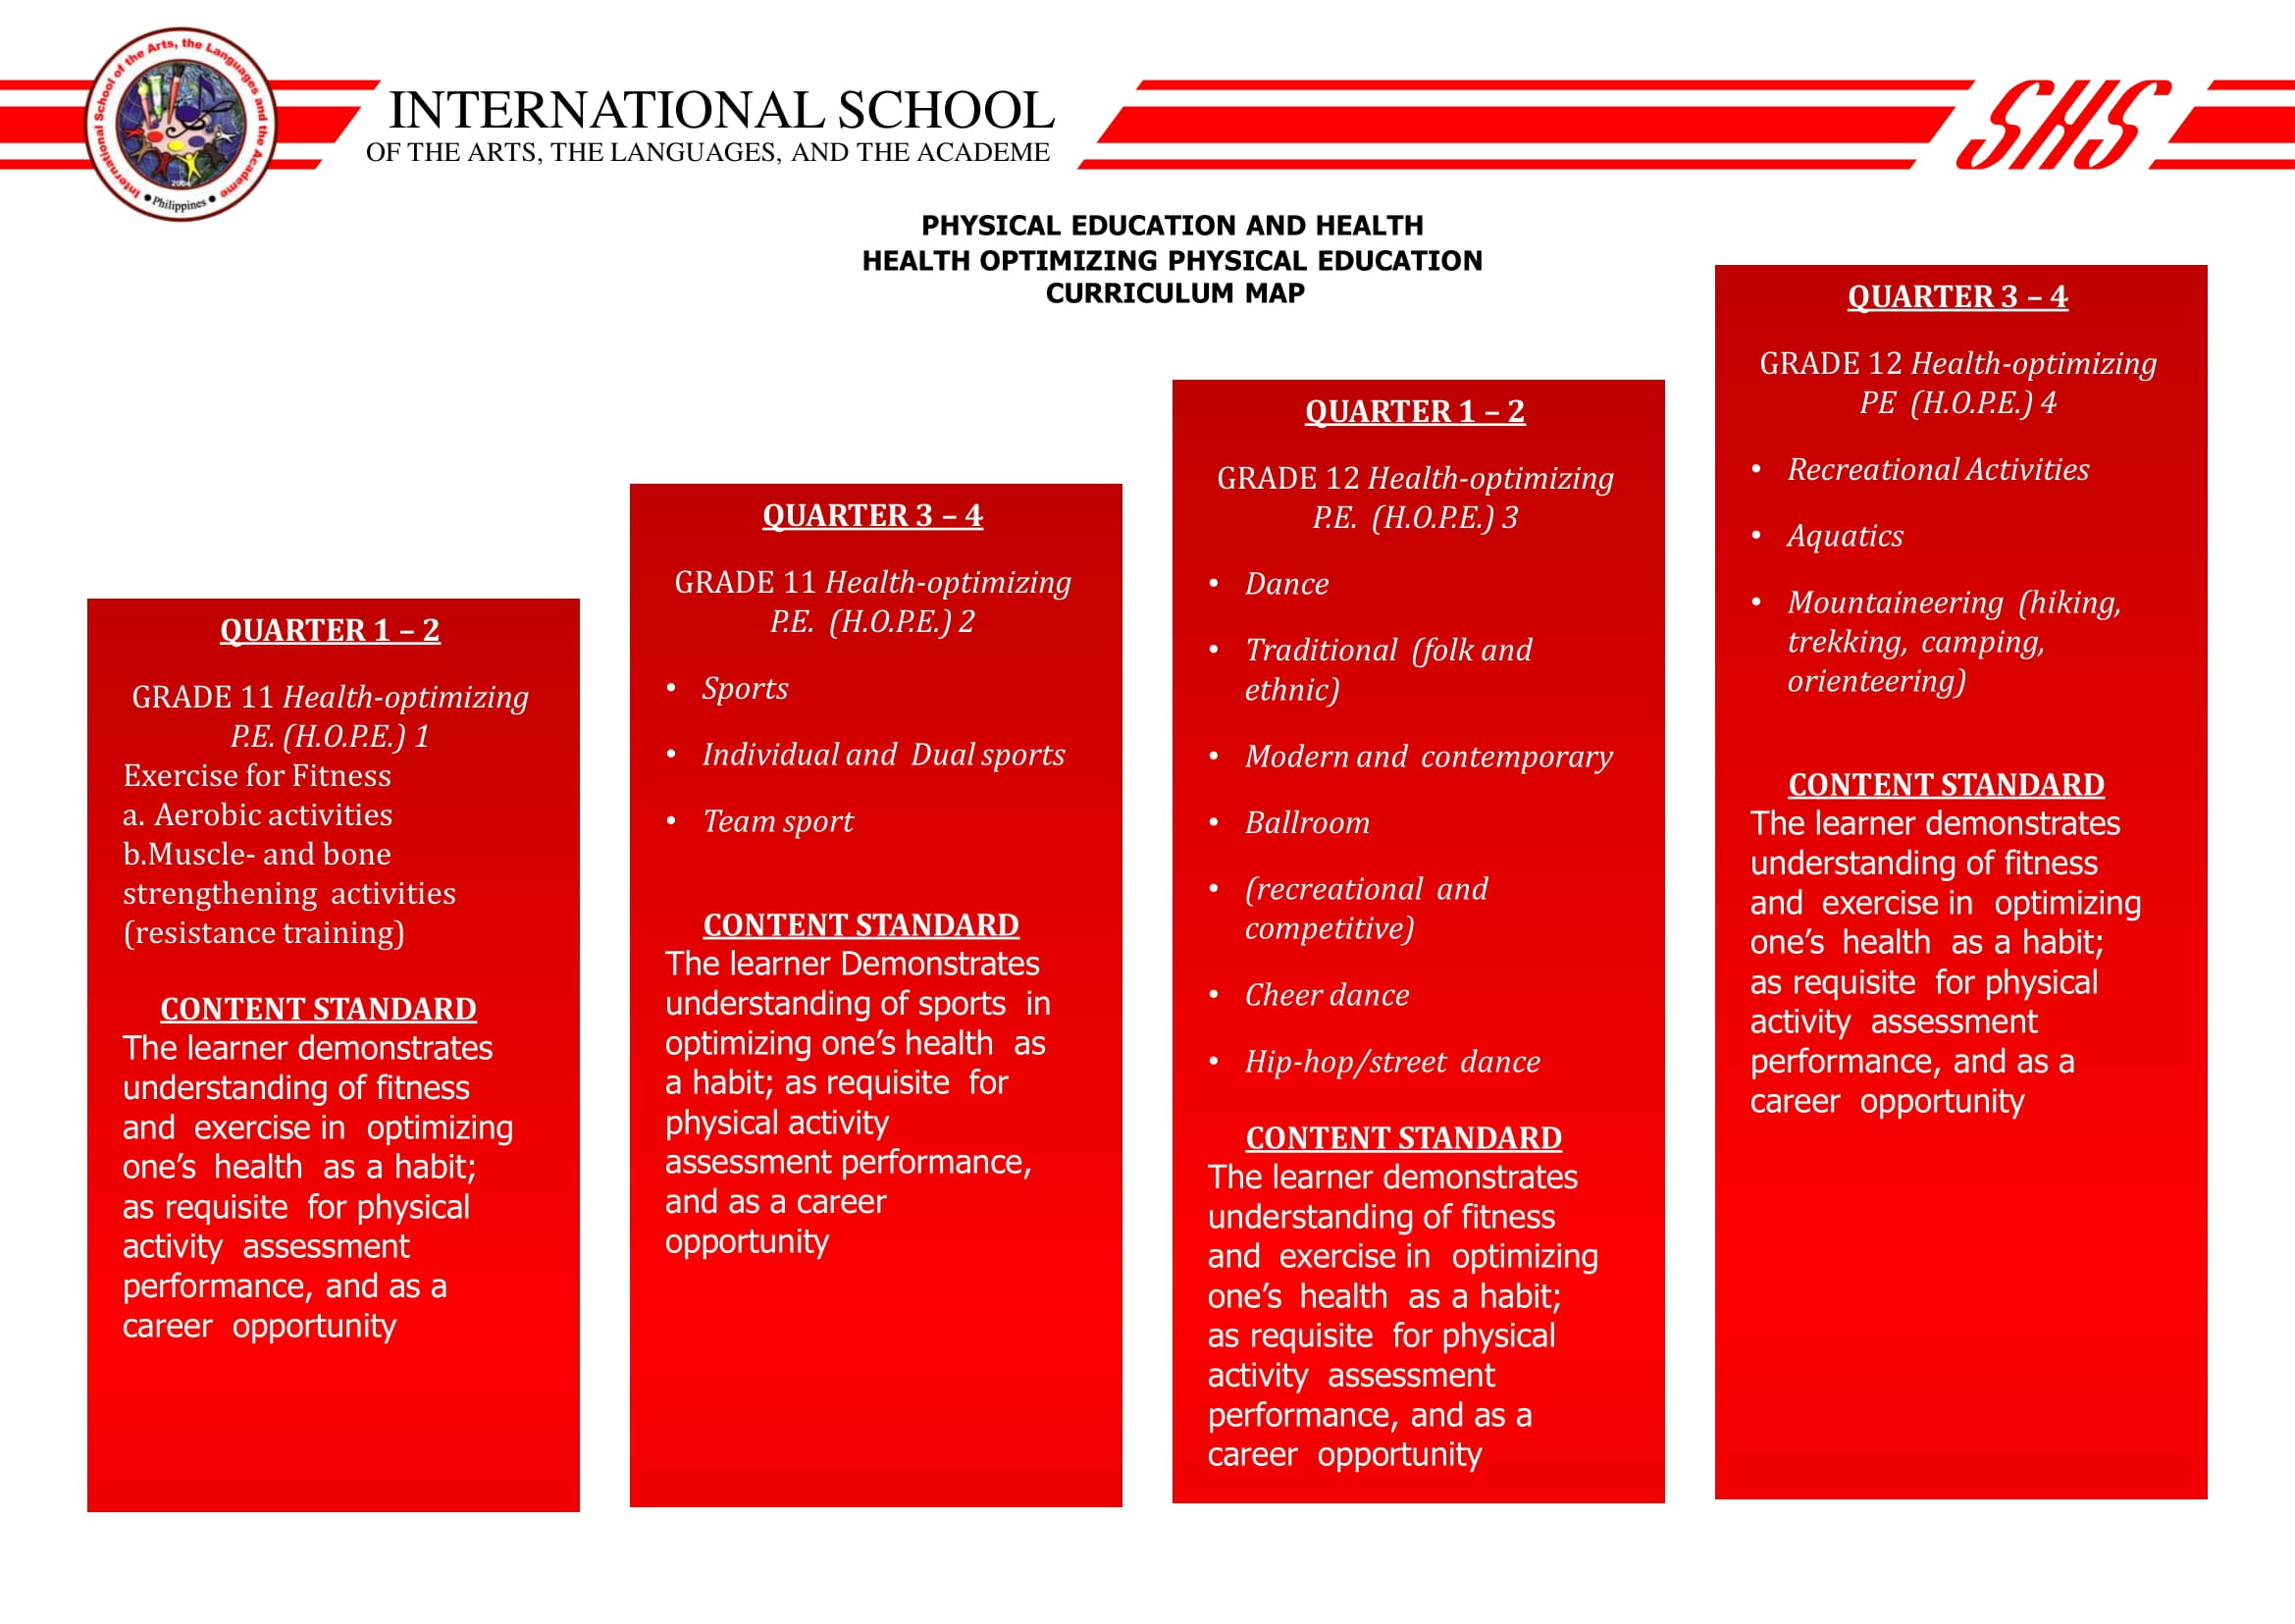 International School of the Arts, the Languages and the Academe
2004
Philippines
INTERNATIONAL SCHOOL
OF THE ARTS, THE LANGUAGES, AND THE ACADEME
SHS
PHYSICAL EDUCATION AND HEALTH
HEALTH OPTIMIZING PHYSICAL EDUCATION
CURRICULUM MAP
QUARTER 1 – 2
GRADE 11 Health-optimizing
P.E. (H.O.P.E.) 1
Exercise for Fitness
a. Aerobic activities
b.Muscle- and bone
strengthening activities
(resistance training)
CONTENT STANDARD
The learner demonstrates
understanding of fitness
and exercise in optimizing
one’s health as a habit;
as requisite for physical
activity assessment
performance, and as a
career opportunity
QUARTER 3 – 4
GRADE 11 Health-optimizing
P.E. (H.O.P.E.) 2
• Sports
• Individual and Dual sports
• Team sport
CONTENT STANDARD
The learner Demonstrates
understanding of sports in
optimizing one’s health as
a habit; as requisite for
physical activity
assessment performance,
and as a career
opportunity
QUARTER 1 – 2
GRADE 12 Health-optimizing
P.E. (H.O.P.E.) 3
• Dance
• Traditional (folk and
ethnic)
• Modern and contemporary
• Ballroom
• (recreational and
competitive)
• Cheer dance
• Hip-hop/street dance
CONTENT STANDARD
The learner demonstrates
understanding of fitness
and exercise in optimizing
one’s health as a habit;
as requisite for physical
activity assessment
performance, and as a
career opportunity
QUARTER 3 – 4
GRADE 12 Health-optimizing
PE (H.O.P.E.) 4
• Recreational Activities
• Aquatics
• Mountaineering (hiking,
trekking, camping,
orienteering)
CONTENT STANDARD
The learner demonstrates
understanding of fitness
and exercise in optimizing
one’s health as a habit;
as requisite for physical
activity assessment
performance, and as a
career opportunity